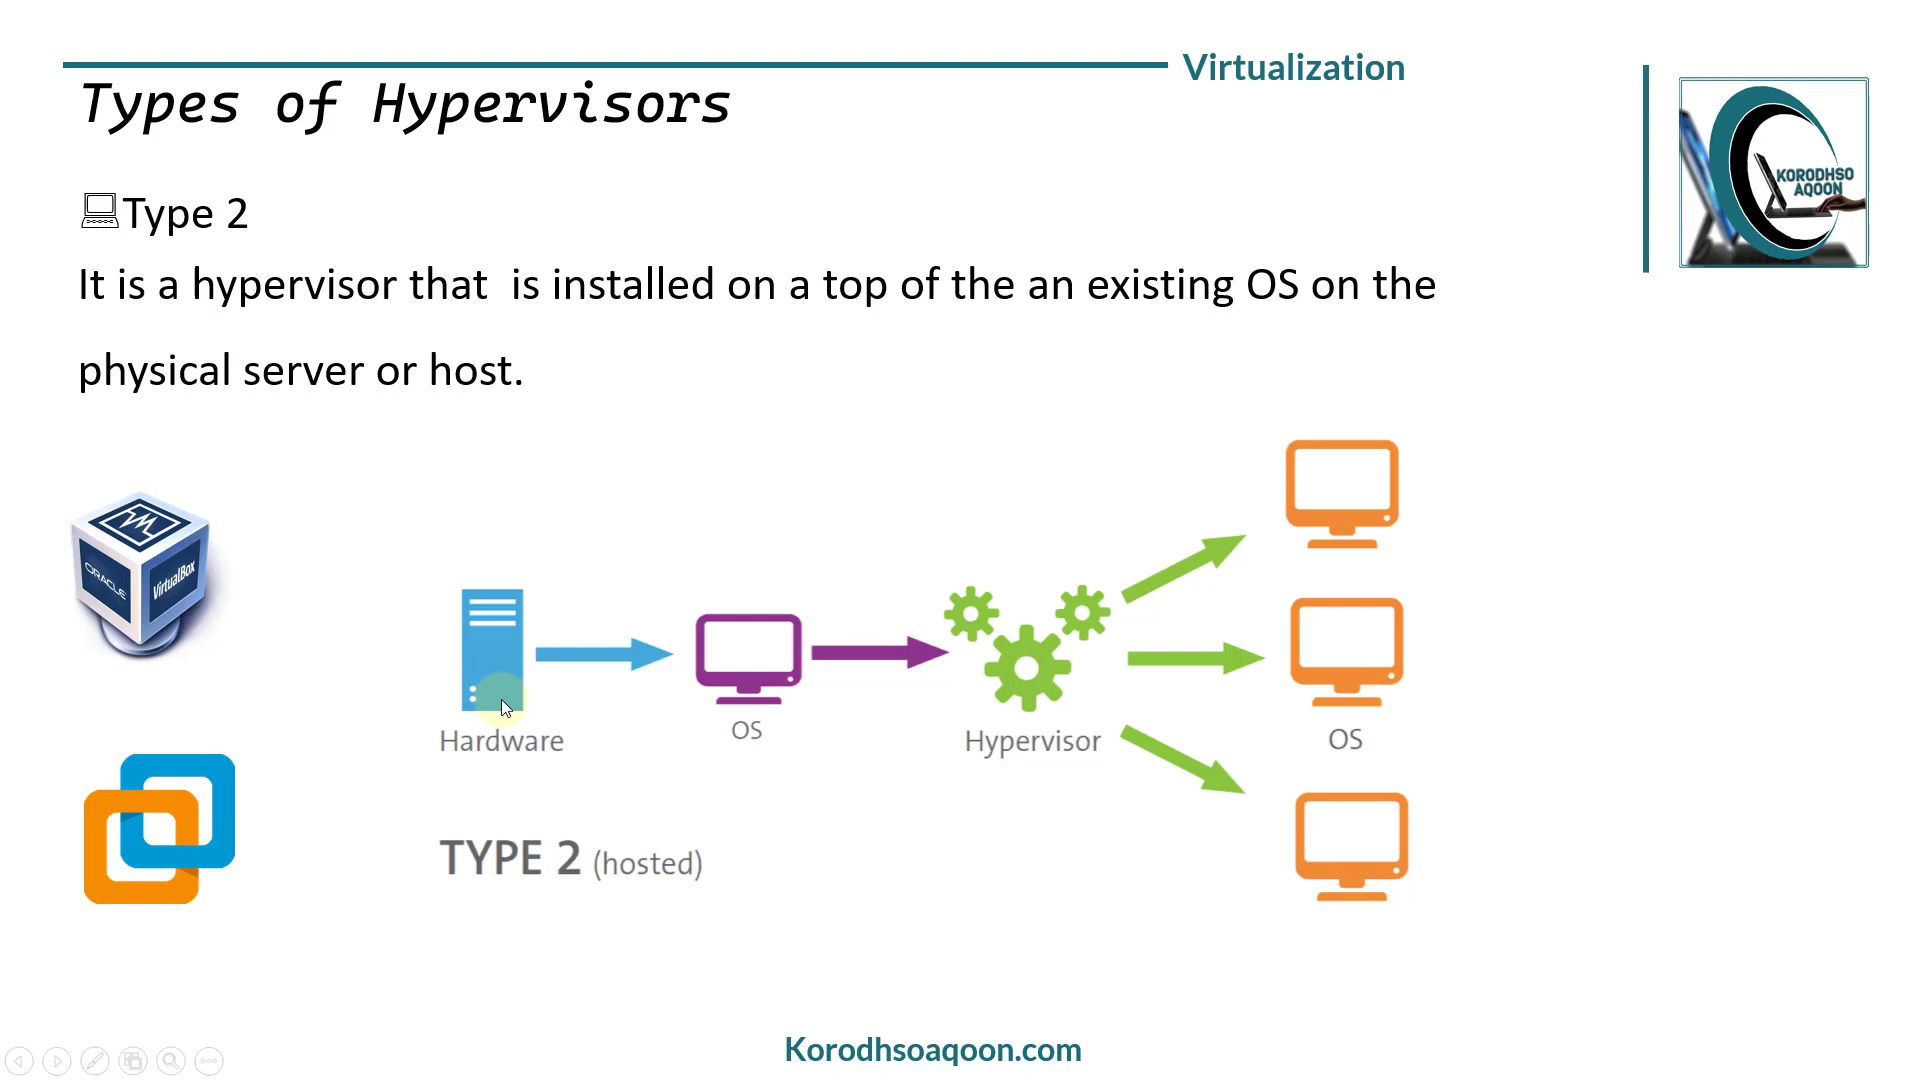 Virtualization
Types of Hypervisors
KORODHSO
AQOON
Type 2
It is a hypervisor that  is installed on a top of the an existing OS on the
physical server or host.
ORACLE
VirtualBox
Hardware
OS
Hypervisor
OS
TYPE 2 (hosted)
Korodhsoaqoon.com